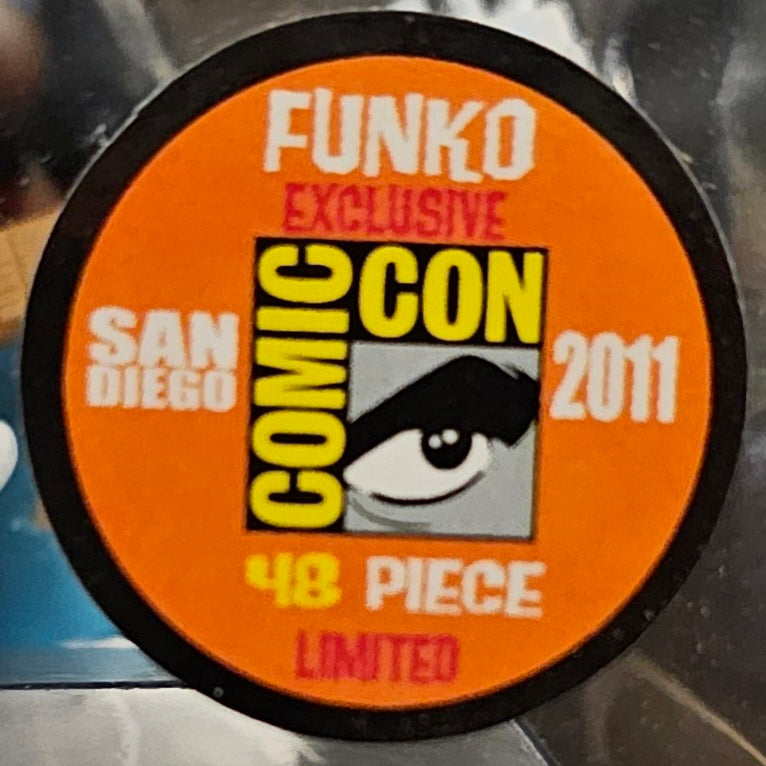 FUNKO
EXCLUSIVE
COMIC CON
SAN DIEGO
2011
48 PIECE
LIMITED